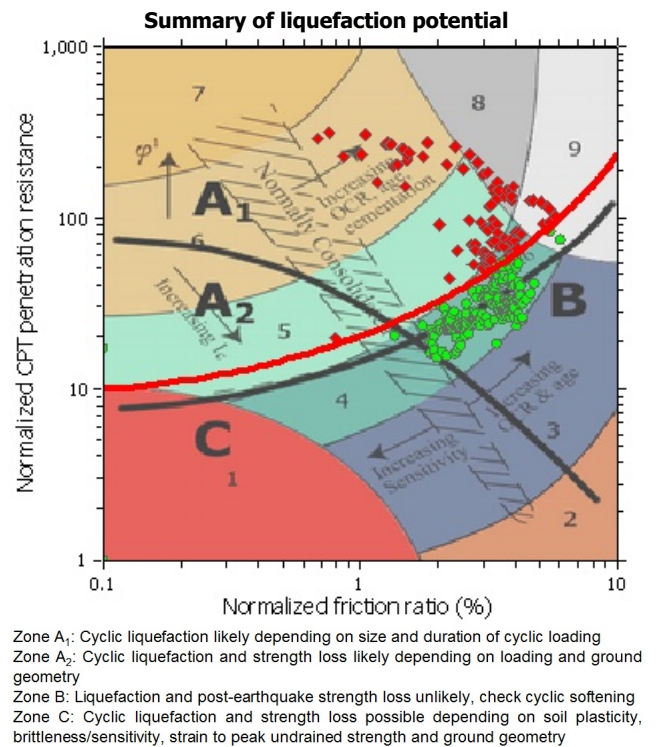 Summary of liquefaction potential
1,000
100
10
1
Normalized CPT penetration resistance
7
8
9
φ'
A1
6
A2
5
4
B
3
C
1
2
Normally Consolid
Increasing
OCR, age,
cementation
Increasing
Increasing
OCR & age
Increasing
Sensitivity
0.1
1
10
Normalized friction ratio (%)
Zone A1: Cyclic liquefaction likely depending on size and duration of cyclic loading
Zone A2: Cyclic liquefaction and strength loss likely depending on loading and ground
geometry
Zone B: Liquefaction and post-earthquake strength loss unlikely, check cyclic softening
Zone C: Cyclic liquefaction and strength loss possible depending on soil plasticity,
brittleness/sensitivity, strain to peak undrained strength and ground geometry